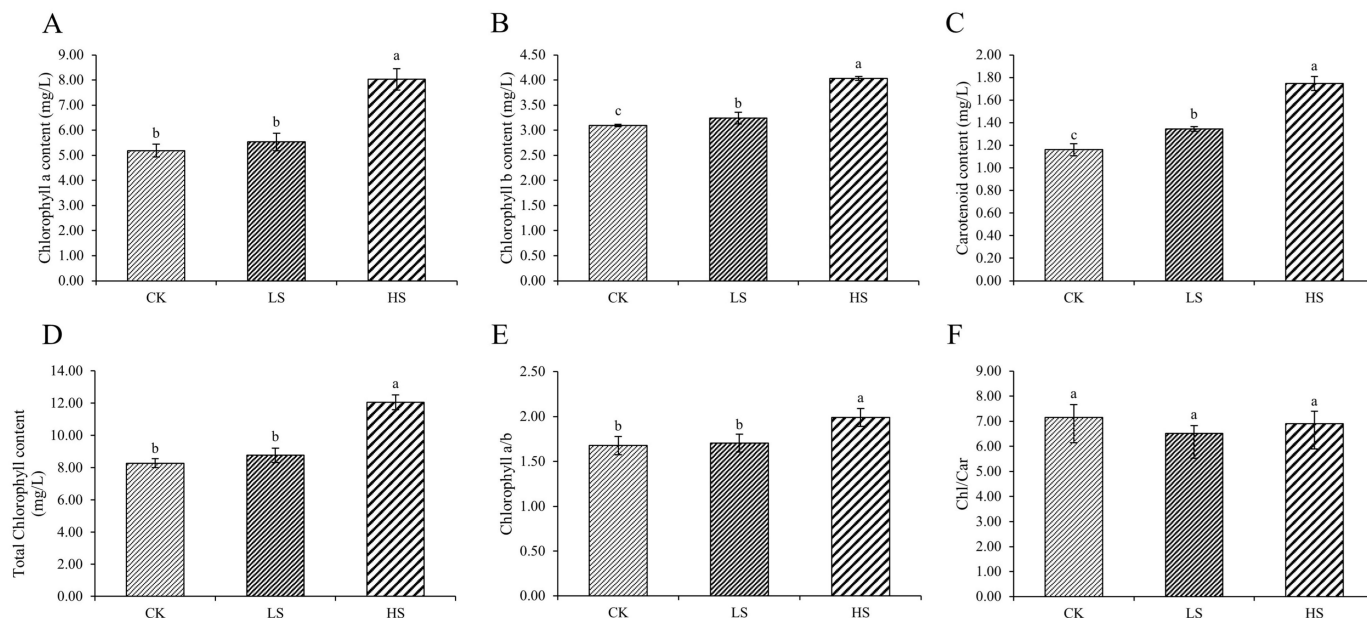 A
Chlorophyll a content (mg/L)
9.00
8.00
7.00
6.00
5.00
4.00
3.00
2.00
1.00
0.00
b
b
a
CK
LS
HS
B
Chlorophyll b content (mg/L)
4.50
4.00
3.50
3.00
2.50
2.00
1.50
1.00
0.50
0.00
c
b
a
CK
LS
HS
C
Carotenoid content (mg/L)
2.00
1.80
1.60
1.40
1.20
1.00
0.80
0.60
0.40
0.20
0.00
c
b
a
CK
LS
HS
D
Total Chlorophyll content
(mg/L)
14.00
12.00
10.00
8.00
6.00
4.00
2.00
0.00
b
b
a
CK
LS
HS
E
Chlorophyll a/b
2.50
2.00
1.50
1.00
0.50
0.00
b
b
a
CK
LS
HS
F
Chl/Car
9.00
8.00
7.00
6.00
5.00
4.00
3.00
2.00
1.00
0.00
a
a
a
CK
LS
HS